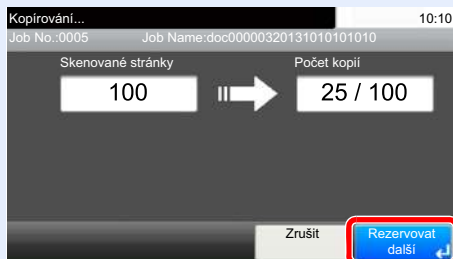 Kopírování... 10:10
Job No.:0005 Job Name:doc00000320131010101010
Skenované stránky Počet kopií
100 25 / 100
Zrušit Rezervovat
další